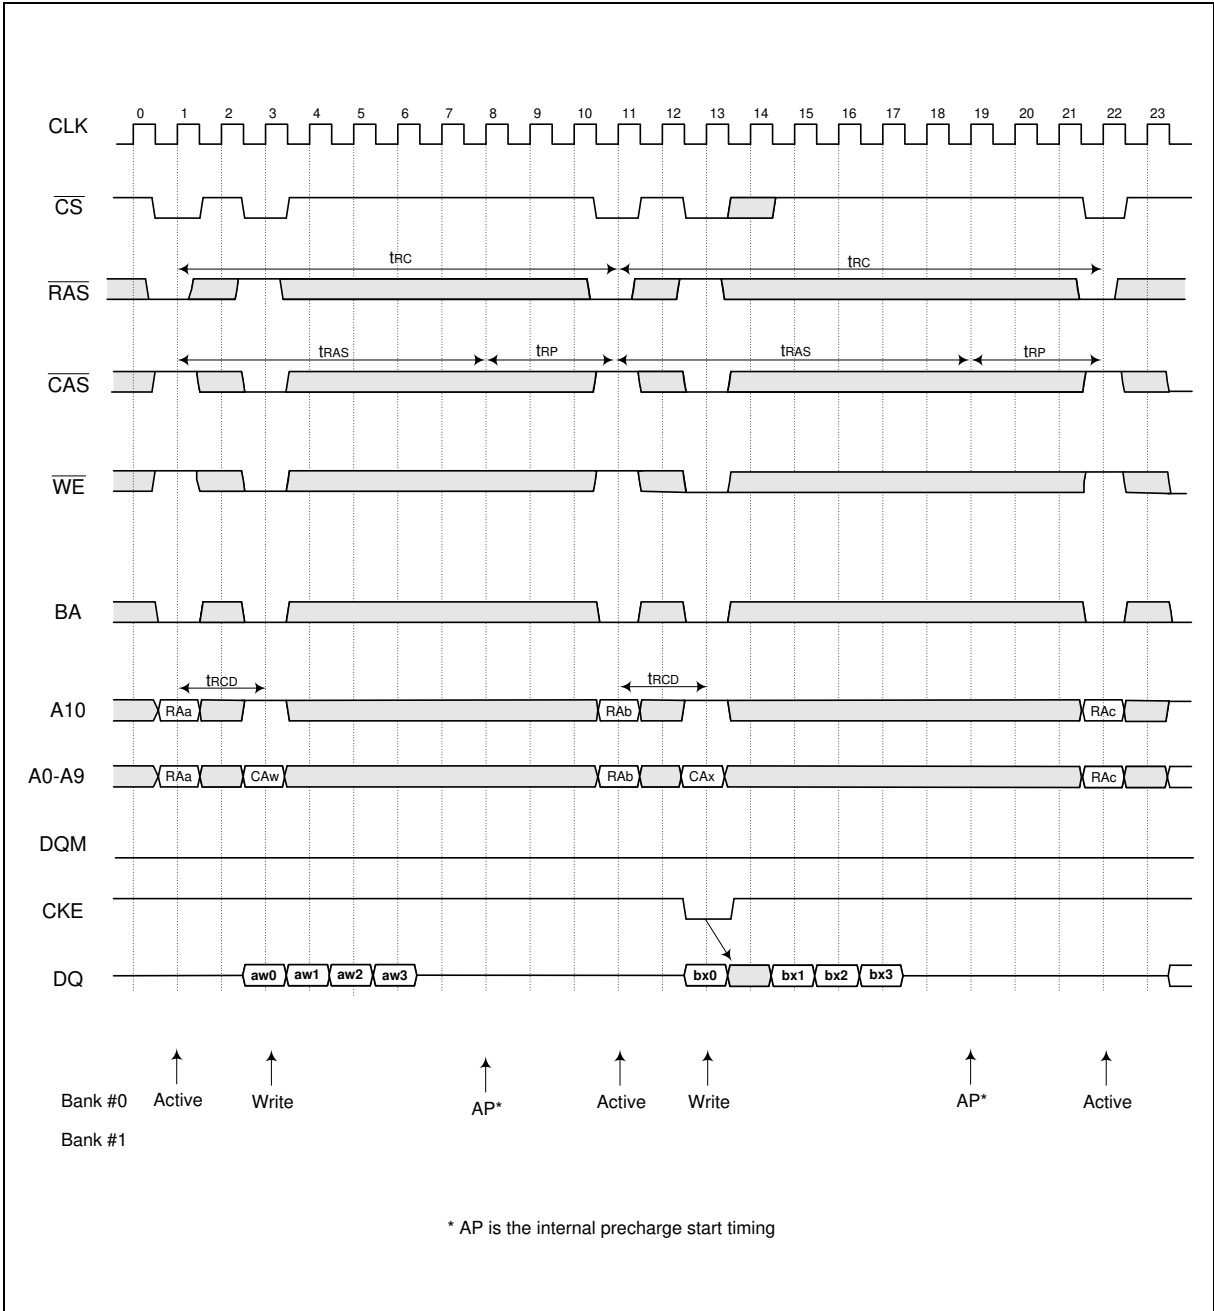 0 1 2 3 4 5 6 7 8 9 10 11 12 13 14 15 16 17 18 19 20 21 22 23
CLK
CS
tRC tRC
RAS
tRAS tRP tRAS tRP
CAS
WE
BA
tRCD tRCD
A10 RAa RAb RAc
A0-A9 RAa CAw RAb CAx RAc
DQM
CKE
DQ aw0 aw1 aw2 aw3 bx0 bx1 bx2 bx3
Bank #0 Active Write AP* Active Write AP* Active
Bank #1
* AP is the internal precharge start timing